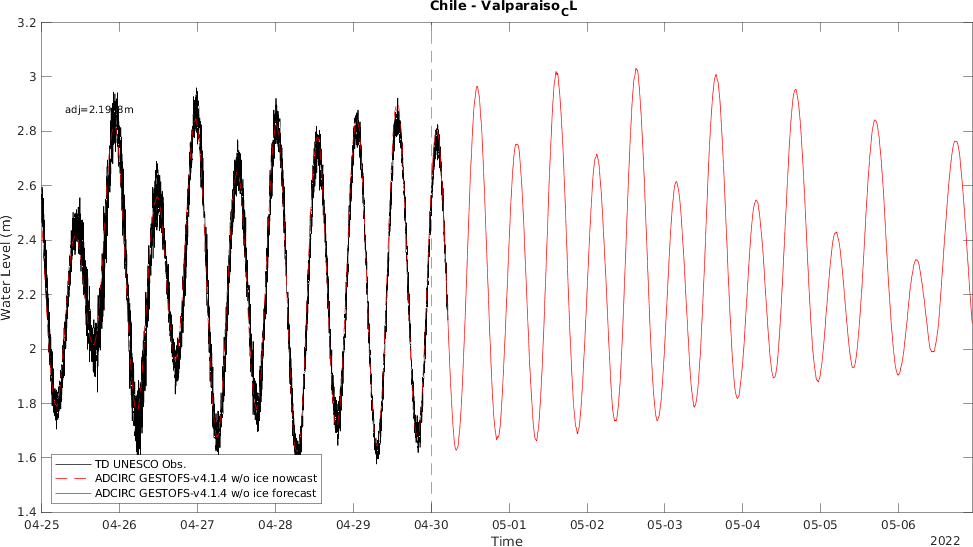 Chile - Valparaiso_CL
3.2
3
2.8
2.6
2.4
2.2
2
1.8
1.6
1.4
Water Level (m)
TD UNESCO Obs.
ADCIRC GESTOFS-v4.1.4 w/o ice nowcast
ADCIRC GESTOFS-v4.1.4 w/o ice forecast
04-25 04-26 04-27 04-28 04-29 04-30 05-01 05-02 05-03 05-04 05-05 05-06
Time
2022